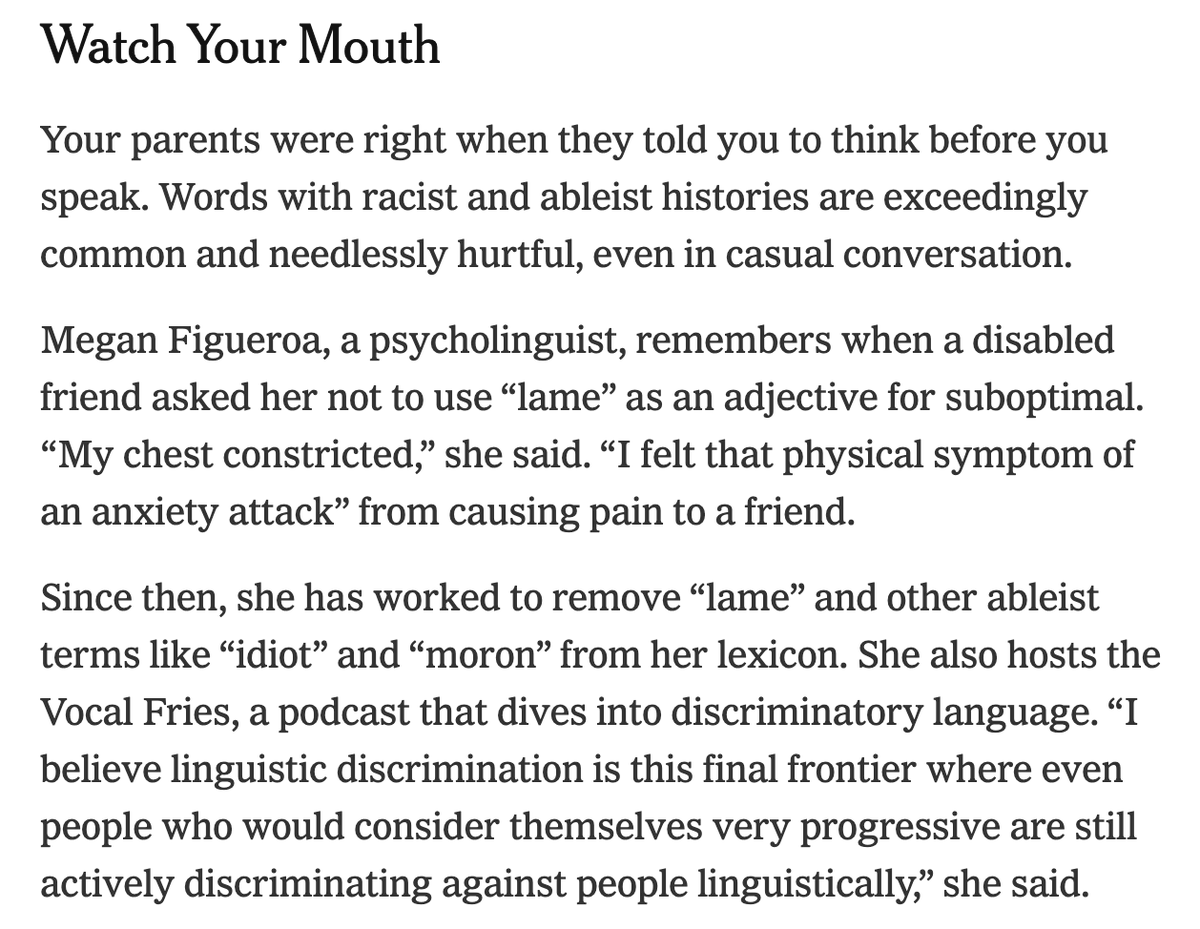 Watch Your Mouth
Your parents were right when they told you to think before you
speak. Words with racist and ableist histories are exceedingly
common and needlessly hurtful, even in casual conversation.
Megan Figueroa, a psycholinguist, remembers when a disabled
friend asked her not to use “lame” as an adjective for suboptimal.
“My chest constricted,” she said. “I felt that physical symptom of
an anxiety attack” from causing pain to a friend.
Since then, she has worked to remove “lame” and other ableist
terms like “idiot” and “moron” from her lexicon. She also hosts the
Vocal Fries, a podcast that dives into discriminatory language. “I
believe linguistic discrimination is this final frontier where even
people who would consider themselves very progressive are still
actively discriminating against people linguistically,” she said.